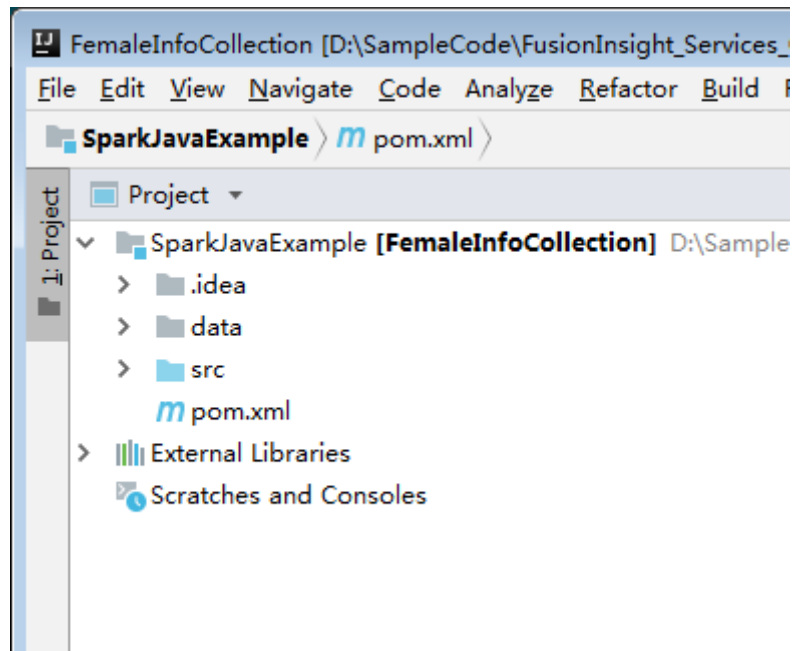 FemaleInfoCollection [D:\SampleCode\FusionInsight_Services_
File Edit View Navigate Code Analyze Refactor Build
SparkJavaExample pom.xml
Project
1: Project
SparkJavaExample [FemaleInfoCollection] D:\Sample
.idea
data
src
pom.xml
External Libraries
Scratches and Consoles